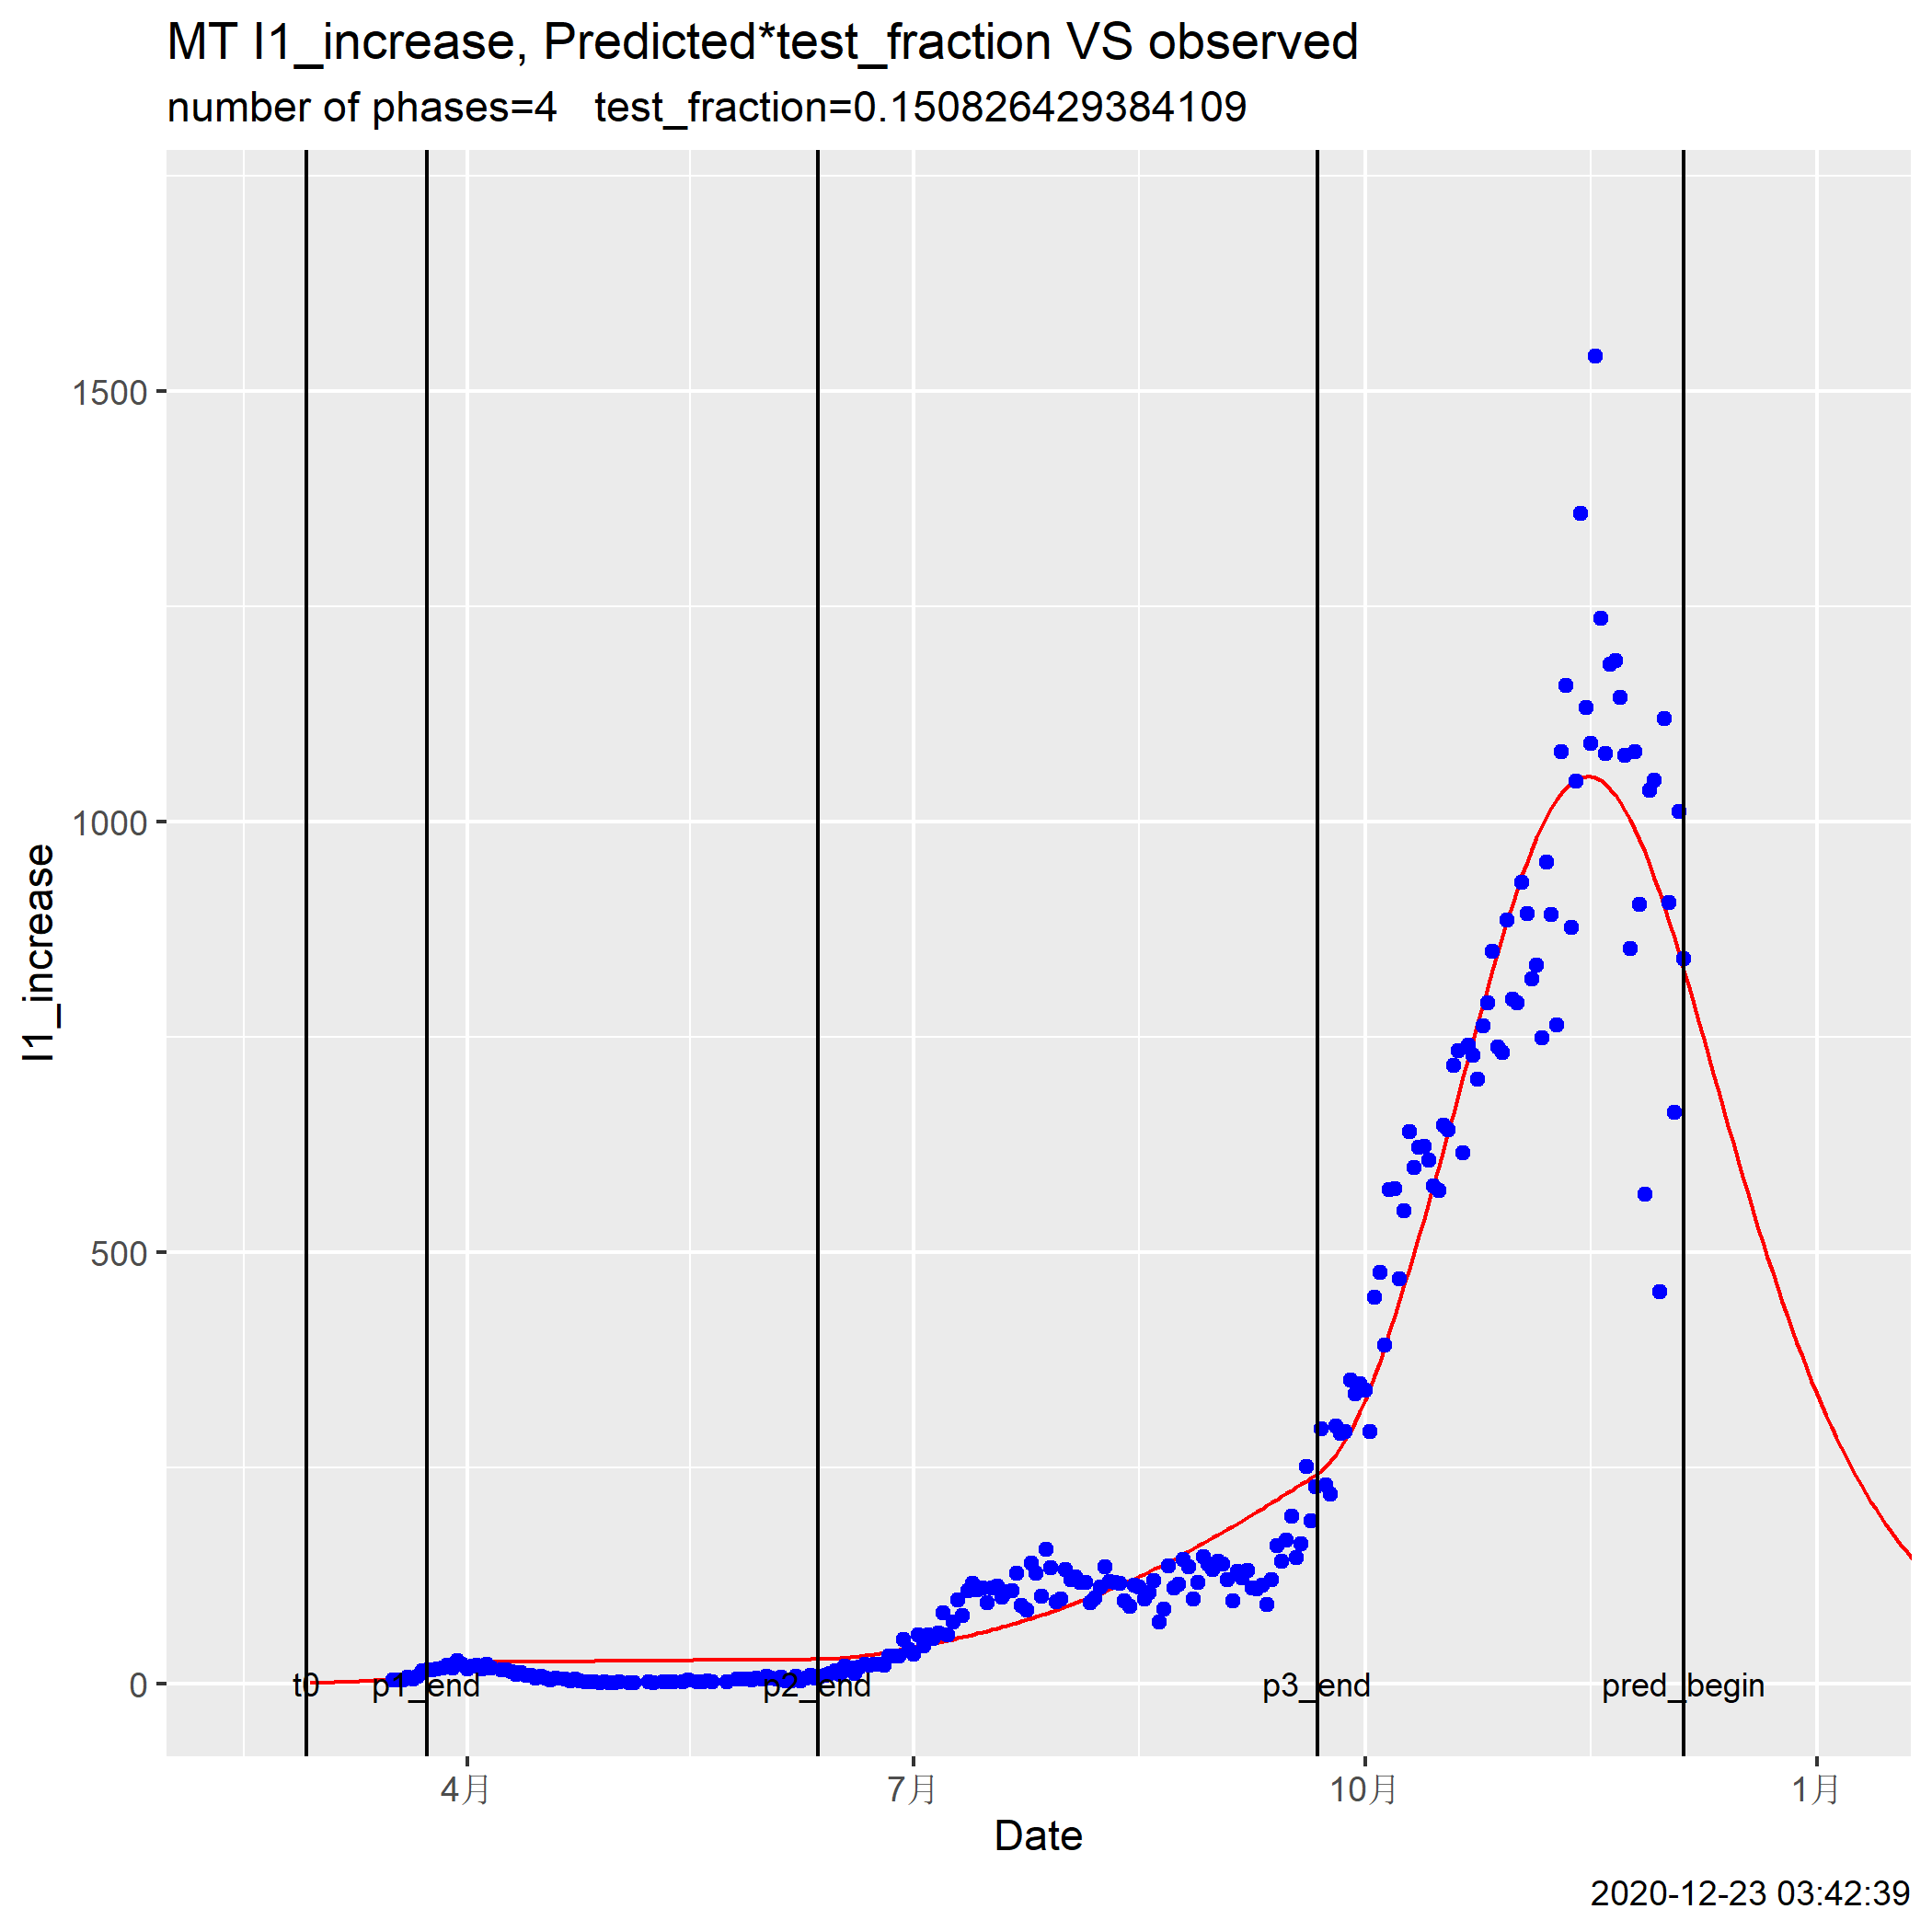 MT I1_increase, Predicted*test_fraction VS observed
number of phases=4 test_fraction=0.150826429384109
I1_increase
1500
1000
500
0
t0 p1_end p2_end p3_end pred_begin
4月 7月 10月 1月
Date
2020-12-23 03:42:39